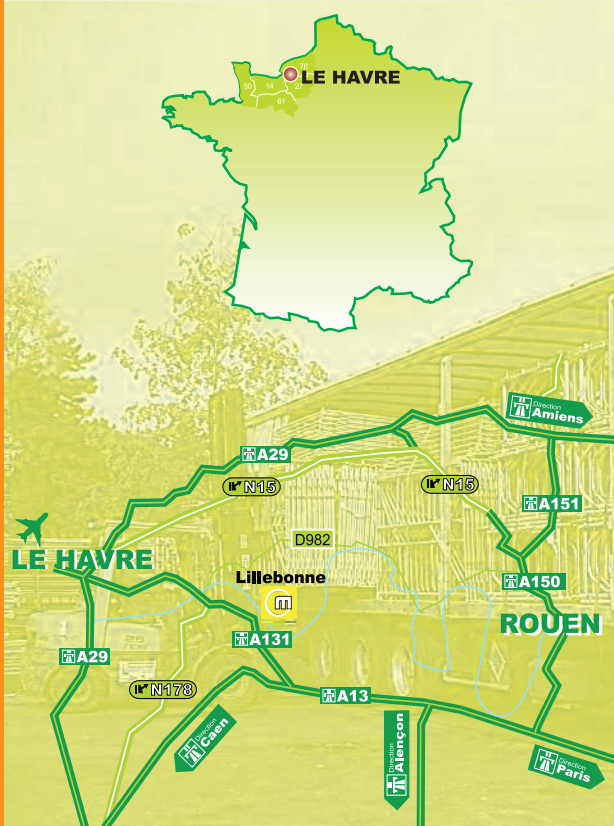 76
LE HAVRE
50
14
27
61
Direction
Amiens
A29
N15
N15
A151
D982
LE HAVRE
Lillebonne
m
A150
ROUEN
A29
A131
N178
A13
Direction
Caen
Direction
Alençon
Direction
Paris